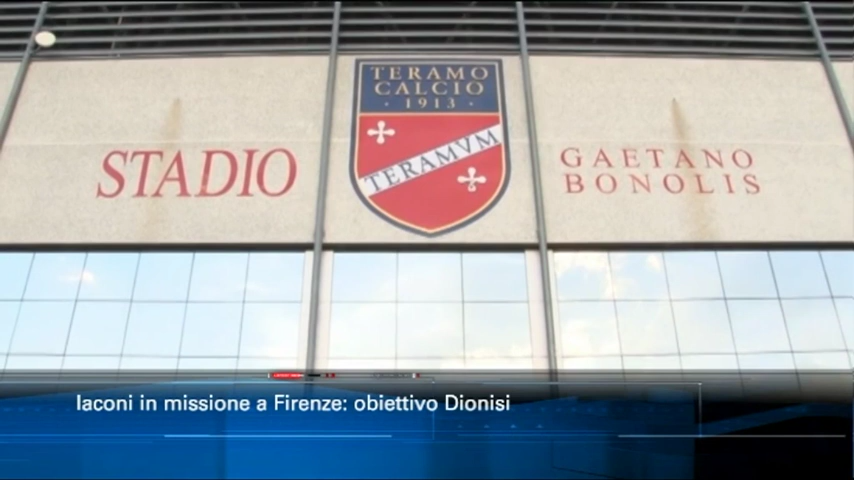 TERAMO
CALCIO
· 1913 ·
TERAMVM
STADIO
GAETANO
BONOLIS
Iaconi in missione a Firenze: obiettivo Dionisi